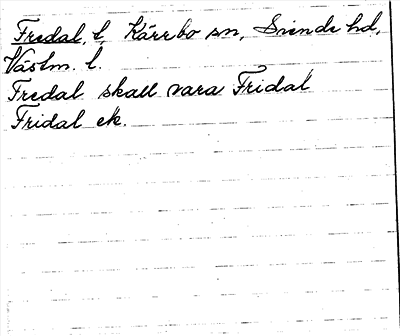 Fredal, l, Kärrbo sn, Siende hd,
Västm. l.
Fredal skall vara Fridal
Fridal ek.